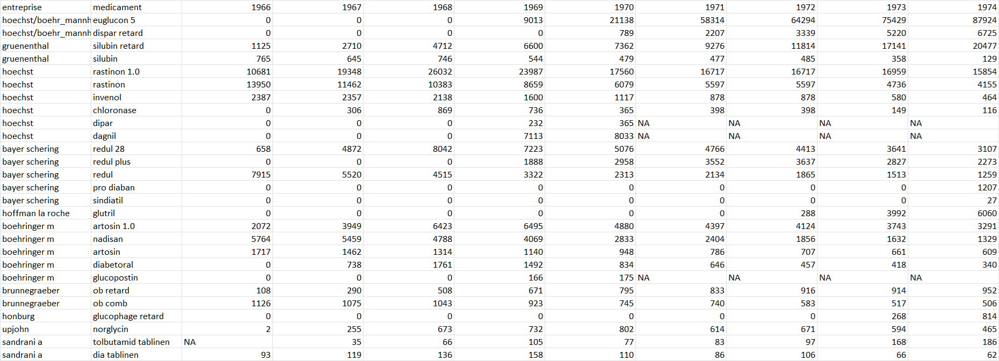 entreprise medicament 1966 1967 1968 1969 1970 1971 1972 1973 1974
hoechst/boehr_mannh euglucon 5 0 0 0 9013 21138 58314 64294 75429 87924
hoechst/boehr_mannh dispar retard 0 0 0 0 789 2207 3339 5220 6725
gruenenthal silubin retard 1125 2710 4712 6600 7362 9276 11814 17141 20477
gruenenthal silubin 765 645 746 544 479 477 485 358 129
hoechst rastinon 1.0 10681 19348 26032 23987 17560 16717 16717 16959 15854
hoechst rastinon 13950 11462 10383 8659 6079 5597 5597 4736 4155
hoechst invenol 2387 2357 2138 1600 1117 878 878 580 464
hoechst chloronase 0 306 869 736 365 398 398 149 116
hoechst dipar 0 0 0 232 365 NA NA NA NA
hoechst dagnil 0 0 0 7113 8033 NA NA NA NA
bayer schering redul 28 658 4872 8042 7223 5076 4766 4413 3641 3107
bayer schering redul plus 0 0 0 1888 2958 3552 3637 2827 2273
bayer schering redul 7915 5520 4515 3322 2313 2134 1865 1513 1259
bayer schering pro diaban 0 0 0 0 0 0 0 0 1207
bayer schering sindiatil 0 0 0 0 0 0 0 0 27
hoffman la roche glutril 0 0 0 0 0 0 288 3992 6060
boehringer m artosin 1.0 2072 3949 6423 6495 4880 4397 4124 3743 3291
boehringer m nadisan 5764 5459 4788 4069 2833 2404 1856 1632 1329
boehringer m artosin 1717 1462 1314 1140 948 786 707 661 609
boehringer m diabetoral 0 738 1761 1492 834 646 457 418 340
boehringer m glucopostin 0 0 0 166 175 NA NA NA NA
brunnegraeber ob retard 108 290 508 671 795 833 916 914 952
brunnegraeber ob comb 1126 1075 1043 923 745 740 583 517 506
honburg glucophage retard 0 0 0 0 0 0 0 268 814
upjohn norglycin 2 255 673 732 802 614 671 594 465
sandrani a tolbutamid tablinen NA 35 66 105 77 83 97 168 186
sandrani a dia tablinen 93 119 136 158 110 86 106 66 62